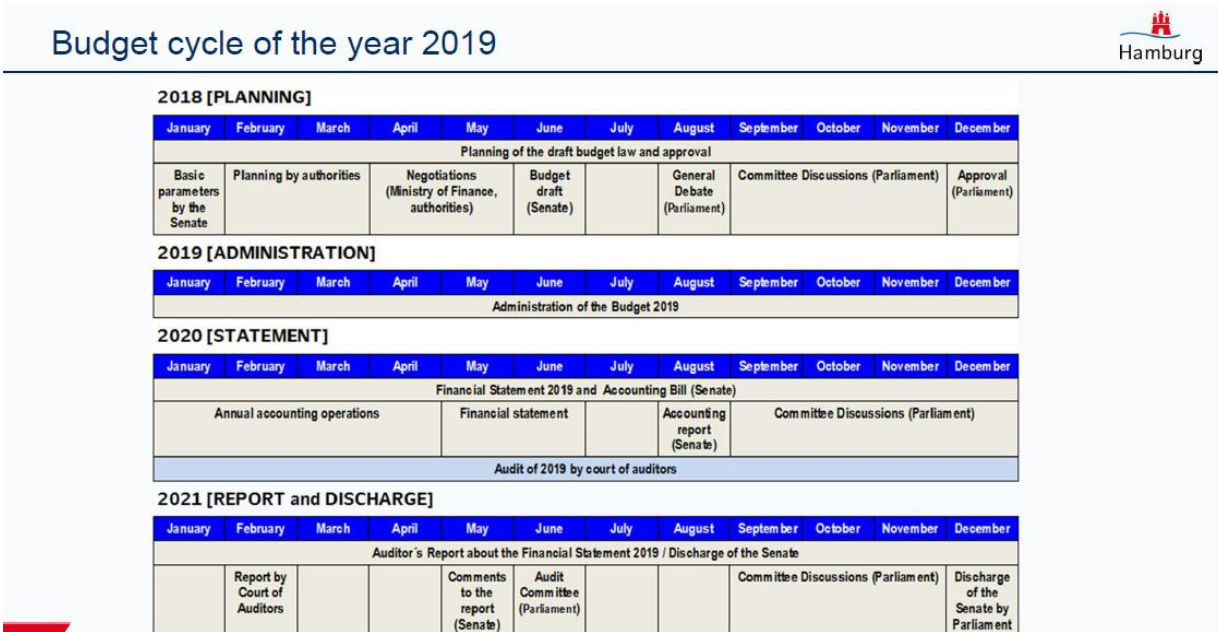 Budget cycle of the year 2019
Hamburg
2018 [PLANNING]
January February March April May June July August September October November December
Planning of the draft budget law and approval
Basic parameters by the Senate
Planning by authorities
Negotiations (Ministry of Finance, authorities)
Budget draft (Senate)
General Debate (Parliament)
Committee Discussions (Parliament)
Approval (Parliament)
2019 [ADMINISTRATION]
January February March April May June July August September October November December
Administration of the Budget 2019
2020 [STATEMENT]
January February March April May June July August September October November December
Financial Statement 2019 and Accounting Bill (Senate)
Annual accounting operations
Financial statement
Accounting report (Senate)
Committee Discussions (Parliament)
Audit of 2019 by court of auditors
2021 [REPORT and DISCHARGE]
January February March April May June July August September October November December
Auditor´s Report about the Financial Statement 2019 / Discharge of the Senate
Report by Court of Auditors
Comments to the report (Senate)
Audit Committee (Parliament)
Committee Discussions (Parliament)
Discharge of the Senate by Parliament